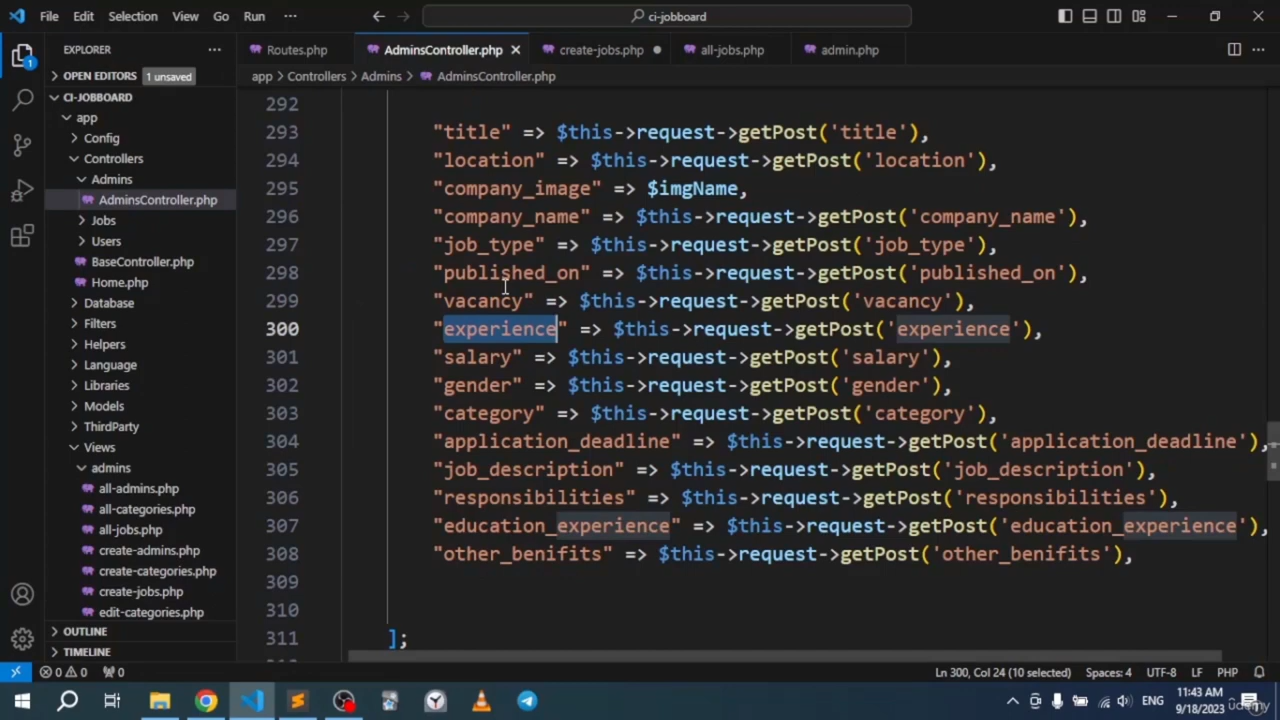 File Edit Selection View Go Run ··· ci-jobboard
EXPLORER ··· Routes.php AdminsController.php create-jobs.php all-jobs.php admin.php
OPEN EDITORS 1 unsaved
app > Controllers > Admins > AdminsController.php
CI-JOBBOARD
app
Config
Controllers
Admins
AdminsController.php
Jobs
Users
BaseController.php
Home.php
Database
Filters
Helpers
Language
Libraries
Models
ThirdParty
Views
admins
all-admins.php
all-categories.php
all-jobs.php
create-admins.php
create-categories.php
create-jobs.php
edit-categories.php
OUTLINE
TIMELINE
292
293 "title" => $this->request->getPost('title'),
294 "location" => $this->request->getPost('location'),
295 "company_image" => $imgName,
296 "company_name" => $this->request->getPost('company_name'),
297 "job_type" => $this->request->getPost('job_type'),
298 "published_on" => $this->request->getPost('published_on'),
299 "vacancy" => $this->request->getPost('vacancy'),
300 "experience" => $this->request->getPost('experience'),
301 "salary" => $this->request->getPost('salary'),
302 "gender" => $this->request->getPost('gender'),
303 "category" => $this->request->getPost('category'),
304 "application_deadline" => $this->request->getPost('application_deadline'),
305 "job_description" => $this->request->getPost('job_description'),
306 "responsibilities" => $this->request->getPost('responsibilities'),
307 "education_experience" => $this->request->getPost('education_experience'),
308 "other_benifits" => $this->request->getPost('other_benifits'),
309
310
311 ];
0 0 0 Ln 300, Col 24 (10 selected) Spaces: 4 UTF-8 LF PHP
ENG 11:43 AM
9/18/2023
udemy